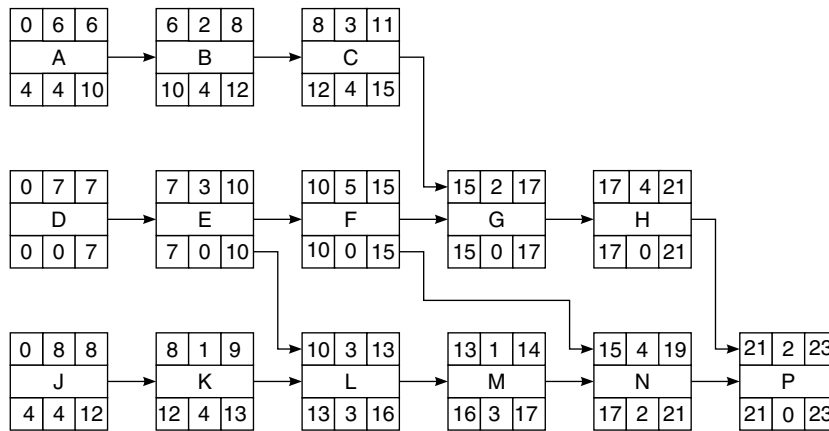 0 6 6
A
4 4 10
6 2 8
B
10 4 12
8 3 11
C
12 4 15
0 7 7
D
0 0 7
7 3 10
E
7 0 10
10 5 15
F
10 0 15
15 2 17
G
15 0 17
17 4 21
H
17 0 21
0 8 8
J
4 4 12
8 1 9
K
12 4 13
10 3 13
L
13 3 16
13 1 14
M
16 3 17
15 4 19
N
17 2 21
21 2 23
P
21 0 23